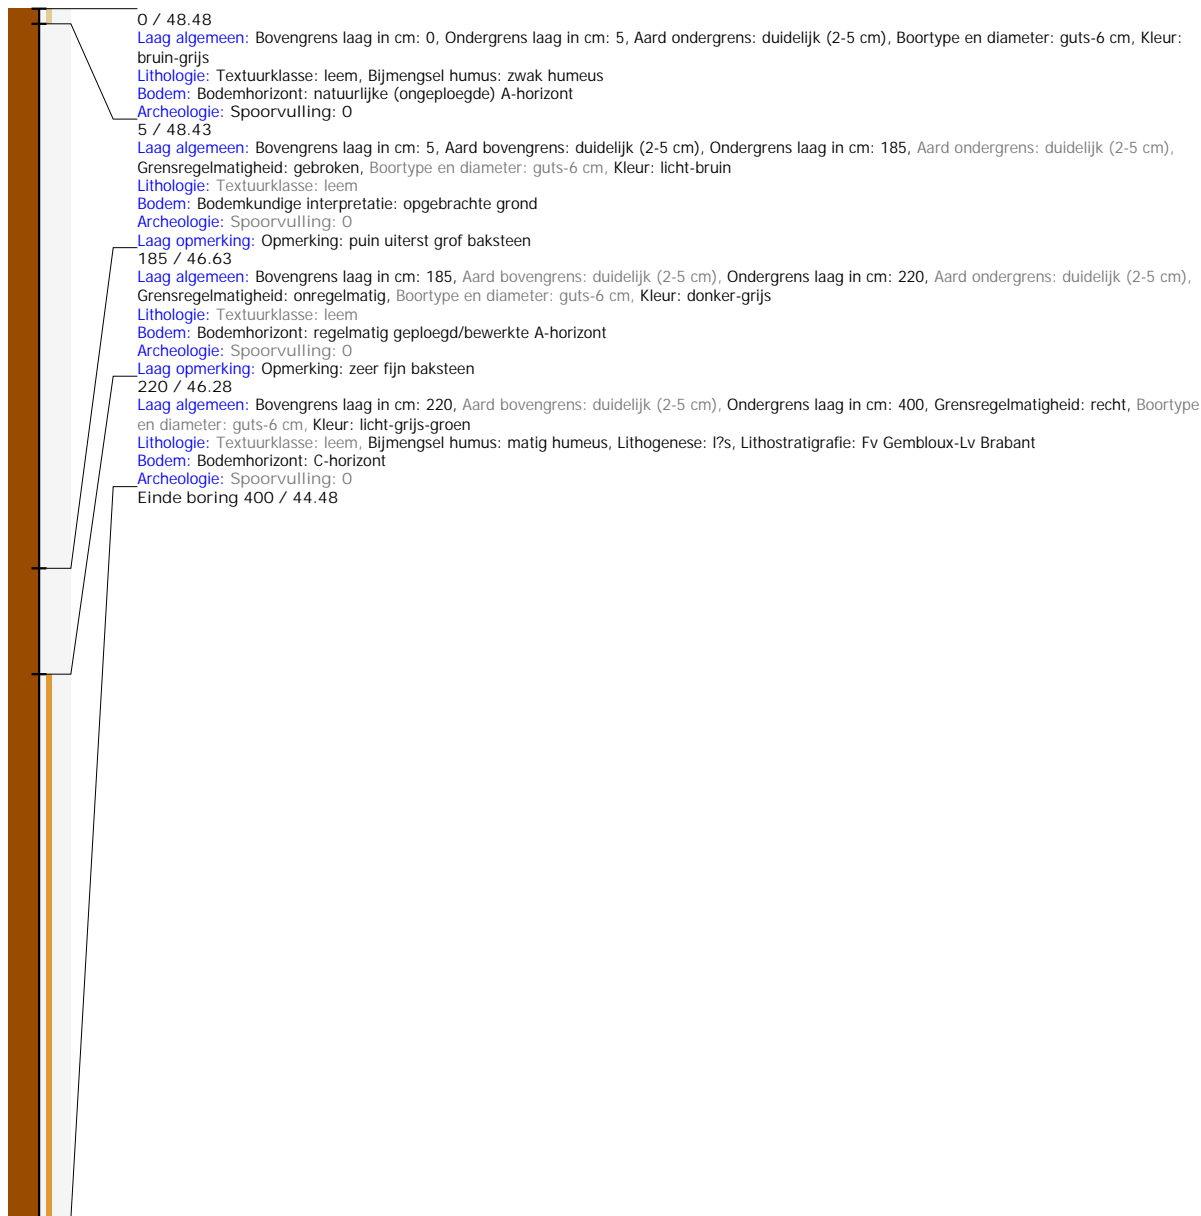 0 / 48.48
Laag algemeen: Bovengrens laag in cm: 0, Ondergrens laag in cm: 5, Aard ondergrens: duidelijk (2-5 cm), Boortype en diameter: guts-6 cm, Kleur:
bruin-grijs
Lithologie: Textuurklasse: leem, Bijmengsel humus: zwak humeus
Bodem: Bodemhorizont: natuurlijke (ongeploegde) A-horizont
Archeologie: Spoorvulling: 0
5 / 48.43
Laag algemeen: Bovengrens laag in cm: 5, Aard bovengrens: duidelijk (2-5 cm), Ondergrens laag in cm: 185, Aard ondergrens: duidelijk (2-5 cm),
Grensregelmatigheid: gebroken, Boortype en diameter: guts-6 cm, Kleur: licht-bruin
Lithologie: Textuurklasse: leem
Bodem: Bodemkundige interpretatie: opgebrachte grond
Archeologie: Spoorvulling: 0
Laag opmerking: Opmerking: puin uiterst grof baksteen
185 / 46.63
Laag algemeen: Bovengrens laag in cm: 185, Aard bovengrens: duidelijk (2-5 cm), Ondergrens laag in cm: 220, Aard ondergrens: duidelijk (2-5 cm),
Grensregelmatigheid: onregelmatig, Boortype en diameter: guts-6 cm, Kleur: donker-grijs
Lithologie: Textuurklasse: leem
Bodem: Bodemhorizont: regelmatig geploegd/bewerkte A-horizont
Archeologie: Spoorvulling: 0
Laag opmerking: Opmerking: zeer fijn baksteen
220 / 46.28
Laag algemeen: Bovengrens laag in cm: 220, Aard bovengrens: duidelijk (2-5 cm), Ondergrens laag in cm: 400, Grensregelmatigheid: recht, Boortype
en diameter: guts-6 cm, Kleur: licht-grijs-groen
Lithologie: Textuurklasse: leem, Bijmengsel humus: matig humeus, Lithogenese: l?s, Lithostratigrafie: Fv Gembloux-Lv Brabant
Bodem: Bodemhorizont: C-horizont
Archeologie: Spoorvulling: 0
Einde boring 400 / 44.48